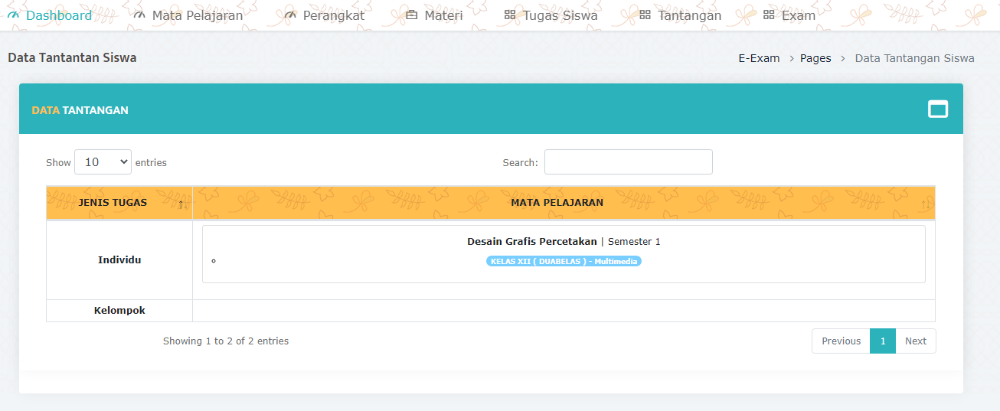 Dashboard Mata Pelajaran Perangkat Materi Tugas Siswa Tantangan Exam
Data Tantantan Siswa
E-Exam > Pages > Data Tantangan Siswa
DATA TANTANGAN
Show 10 entries
Search:
JENIS TUGAS MATA PELAJARAN
Desain Grafis Percetakan | Semester 1
Individu
KELAS XII ( DUABELAS ) - Multimedia
Kelompok
Showing 1 to 2 of 2 entries
Previous 1 Next